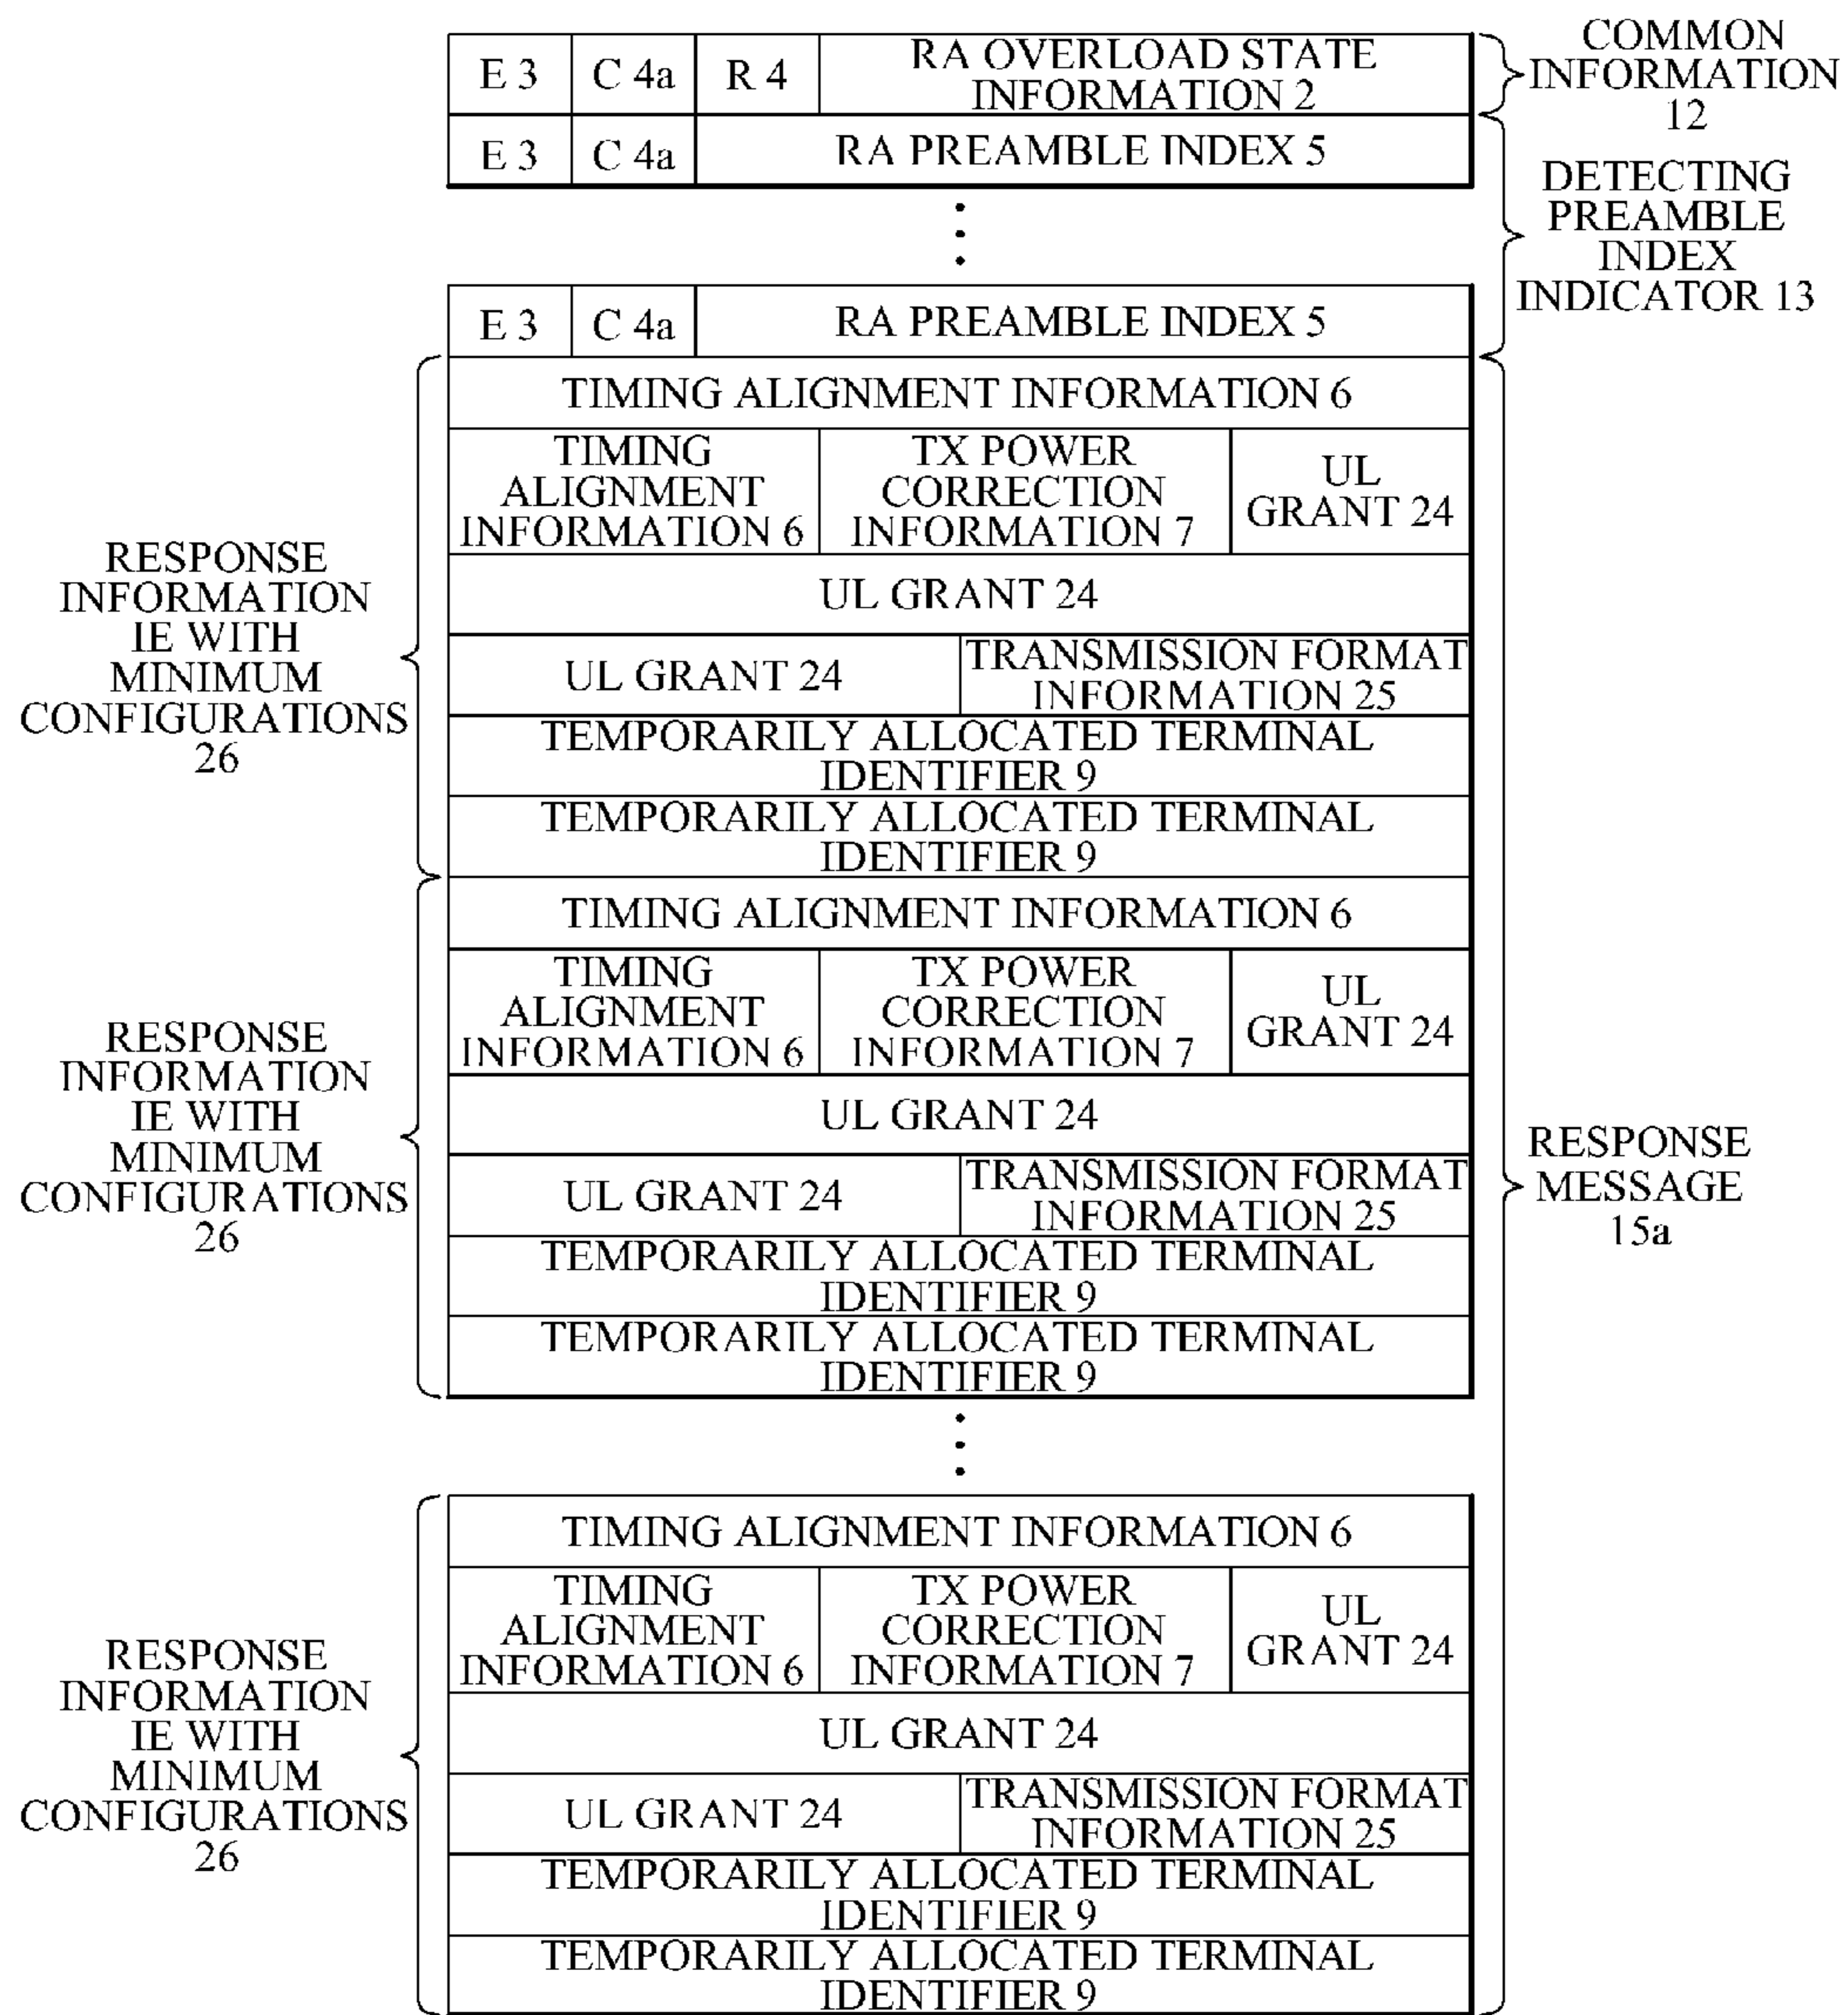 E 3 C 4a R 4 RA OVERLOAD STATE
INFORMATION 2
COMMON
INFORMATION
12
E 3 C 4a RA PREAMBLE INDEX 5
DETECTING
PREAMBLE
INDEX
INDICATOR 13
E 3 C 4a RA PREAMBLE INDEX 5
RESPONSE
INFORMATION
IE WITH
MINIMUM
CONFIGURATIONS
26
TIMING ALIGNMENT INFORMATION 6
TIMING
ALIGNMENT
INFORMATION 6
TX POWER
CORRECTION
INFORMATION 7
UL
GRANT 24
UL GRANT 24
UL GRANT 24
TRANSMISSION FORMAT
INFORMATION 25
TEMPORARILY ALLOCATED TERMINAL
IDENTIFIER 9
TEMPORARILY ALLOCATED TERMINAL
IDENTIFIER 9
RESPONSE
INFORMATION
IE WITH
MINIMUM
CONFIGURATIONS
26
TIMING ALIGNMENT INFORMATION 6
TIMING
ALIGNMENT
INFORMATION 6
TX POWER
CORRECTION
INFORMATION 7
UL
GRANT 24
UL GRANT 24
UL GRANT 24
TRANSMISSION FORMAT
INFORMATION 25
TEMPORARILY ALLOCATED TERMINAL
IDENTIFIER 9
TEMPORARILY ALLOCATED TERMINAL
IDENTIFIER 9
RESPONSE
MESSAGE
15a
RESPONSE
INFORMATION
IE WITH
MINIMUM
CONFIGURATIONS
26
TIMING ALIGNMENT INFORMATION 6
TIMING
ALIGNMENT
INFORMATION 6
TX POWER
CORRECTION
INFORMATION 7
UL
GRANT 24
UL GRANT 24
UL GRANT 24
TRANSMISSION FORMAT
INFORMATION 25
TEMPORARILY ALLOCATED TERMINAL
IDENTIFIER 9
TEMPORARILY ALLOCATED TERMINAL
IDENTIFIER 9